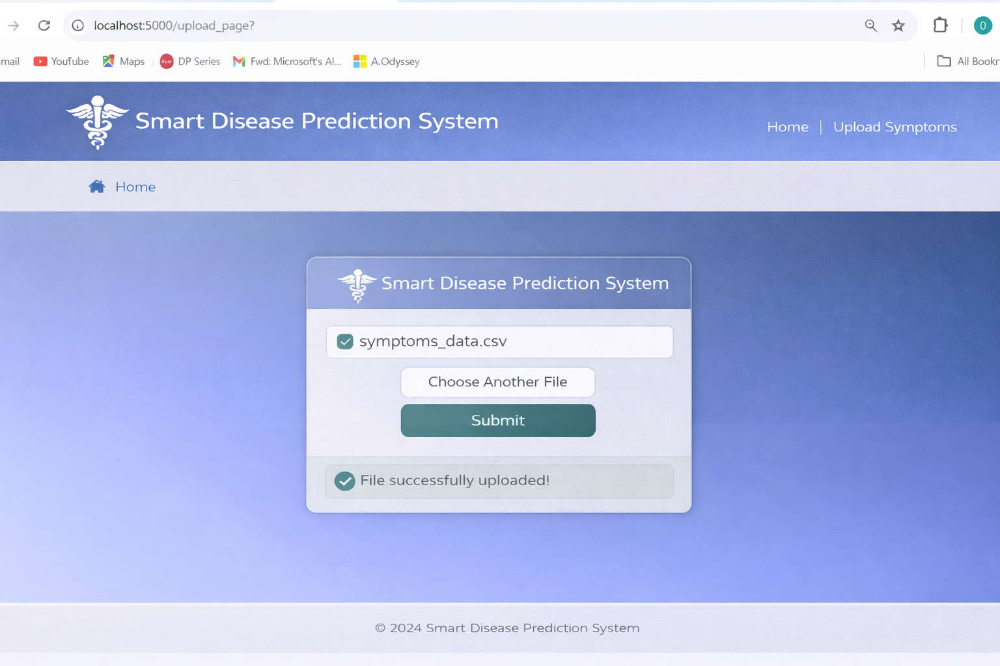 localhost:5000/upload_page?
0
mail YouTube Maps DP Series Fwd: Microsoft's AI... A.Odyssey All Bookr
Smart Disease Prediction System
Home | Upload Symptoms
Home
Smart Disease Prediction System
symptoms_data.csv
Choose Another File
Submit
File successfully uploaded!
© 2024 Smart Disease Prediction System